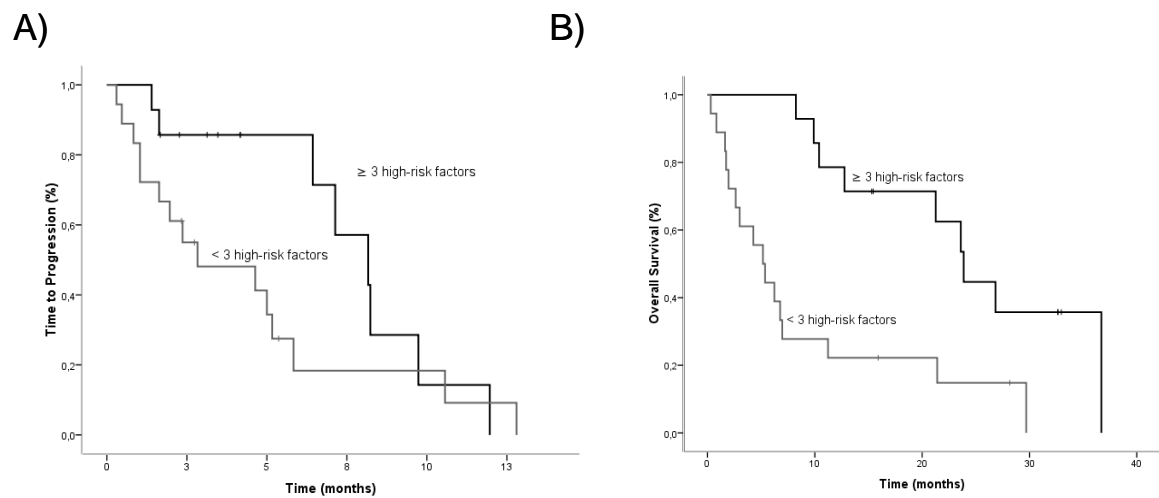 A)
1,0
0,8
0,6
0,4
0,2
0,0
Time to Progression (%)
≥ 3 high-risk factors
< 3 high-risk factors
0
3
5
8
10
13
Time (months)
B)
1,0
0,8
0,6
0,4
0,2
0,0
Overall Survival (%)
≥ 3 high-risk factors
< 3 high-risk factors
0
10
20
30
40
Time (months)